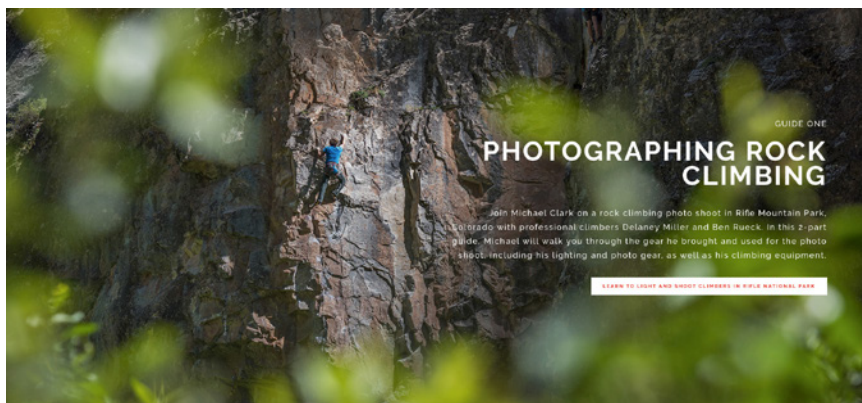 GUIDE ONE
PHOTOGRAPHING ROCK
CLIMBING
Join Michael Clark on a rock climbing photo shoot in Rifle Mountain Park,
Colorado with professional climbers Delaney Miller and Ben Rueck. In this 2-part
guide, Michael will walk you through the gear he brought and used for the photo
shoot, including his lighting and photo gear, as well as his climbing equipment.
LEARN TO LIGHT AND SHOOT CLIMBERS IN RIFLE NATIONAL PARK